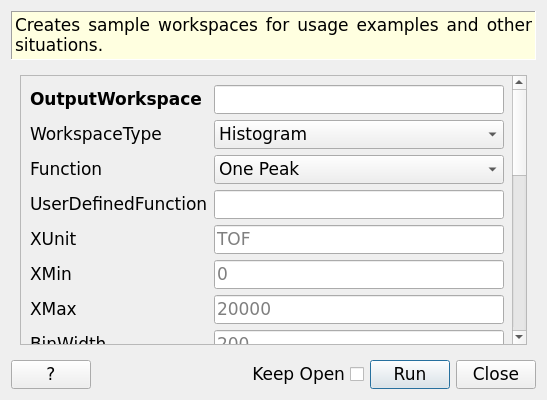 Creates sample workspaces for usage examples and other
situations.
OutputWorkspace
WorkspaceType Histogram
Function One Peak
UserDefinedFunction
XUnit TOF
XMin 0
XMax 20000
BinWidth 200
? Keep Open Run Close